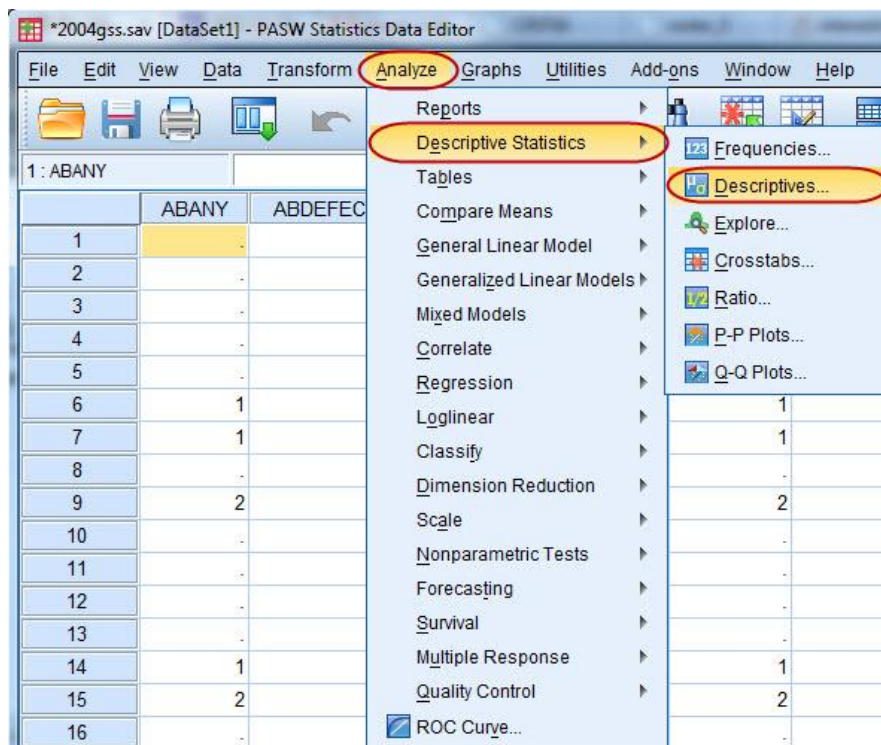 *2004gss.sav [DataSet1] - PASW Statistics Data Editor
File Edit View Data Transform Analyze Graphs Utilities Add-ons Window Help
Reports
Descriptive Statistics
Tables
Compare Means
General Linear Model
Generalized Linear Models
Mixed Models
Correlate
Regression
Loglinear
Classify
Dimension Reduction
Scale
Nonparametric Tests
Forecasting
Survival
Multiple Response
Quality Control
ROC Curve...
123 Frequencies...
Descriptives...
Explore...
Crosstabs...
1/2 Ratio...
P-P Plots...
Q-Q Plots...
1 : ABANY
ABANY ABDEFEC
1 .
2 .
3 .
4 .
5 .
6 1 1
7 1 1
8 . .
9 2 2
10 . .
11 . .
12 . .
13 . .
14 1 1
15 2 2
16 . .